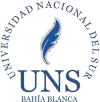 UNIVERSIDAD NACIONAL DEL SUR
UNS
BAHÍA BLANCA